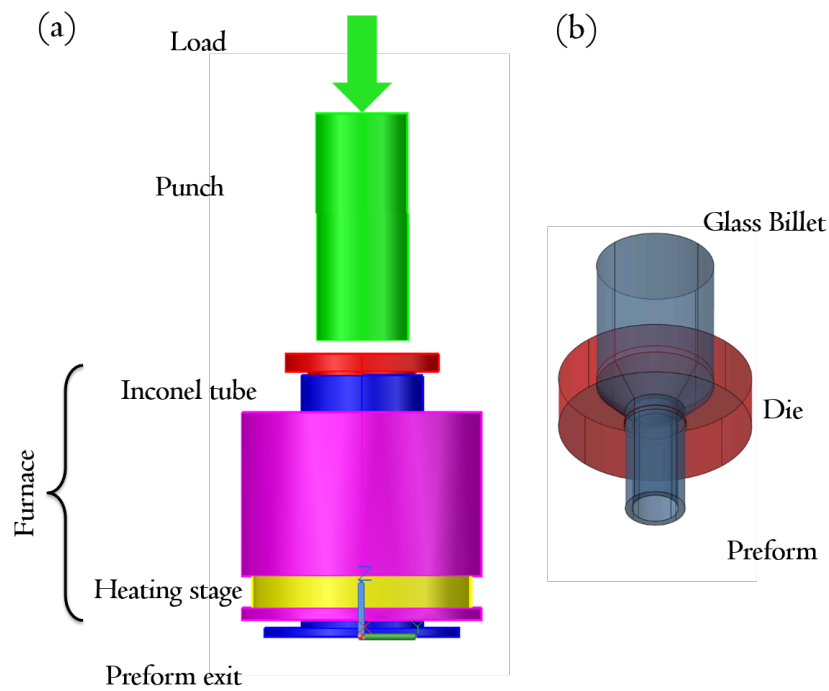 (a)
Load
Punch
Inconel tube
Furnace
Heating stage
Preform exit
Z
X
Y
(b)
Glass Billet
Die
Preform